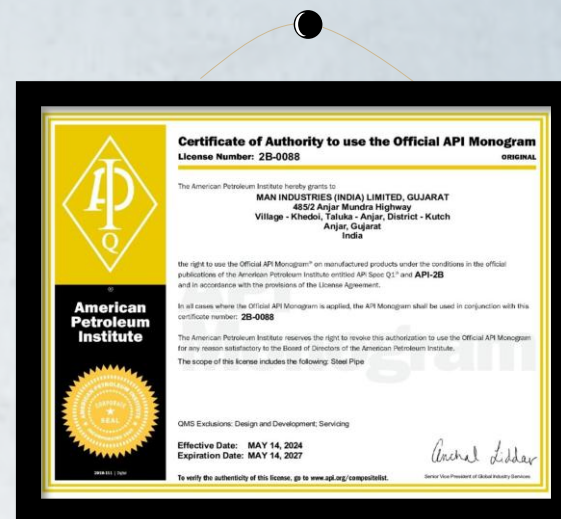 Certificate of Authority to use the Official API Monogram
License Number: 2B-0088
ORIGINAL
The American Petroleum Institute hereby grants to
MAN INDUSTRIES (INDIA) LIMITED, GUJARAT
485/2 Anjar Mundra Highway
Village - Khedoi, Taluka - Anjar, District - Kutch
Anjar, Gujarat
India
the right to use the Official API Monogram® on manufactured products under the conditions in the official
publications of the American Petroleum Institute entitled API Spec Q1® and API-2B
and in accordance with the provisions of the License Agreement.
In all cases where the Official API Monogram is applied, the API Monogram shall be used in conjunction with this
certificate number: 2B-0088
The American Petroleum Institute reserves the right to revoke this authorization to use the Official API Monogram
for any reason satisfactory to the Board of Directors of the American Petroleum Institute.
The scope of this license includes the following: Steel Pipe
QMS Exclusions: Design and Development; Servicing
Effective Date: MAY 14, 2024
Expiration Date: MAY 14, 2027
To verify the authenticity of this license, go to www.api.org/compositelist.
Anchal Liddar
Senior Vice President of Global Industry Services
API
Q
American
Petroleum
Institute
CORPORATE
SEAL
Monogram